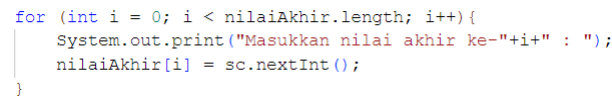 for (int i = 0; i < nilaiAkhir.length; i++){
    System.out.print("Masukkan nilai akhir ke-"+i+" : ");
    nilaiAkhir[i] = sc.nextInt();
}